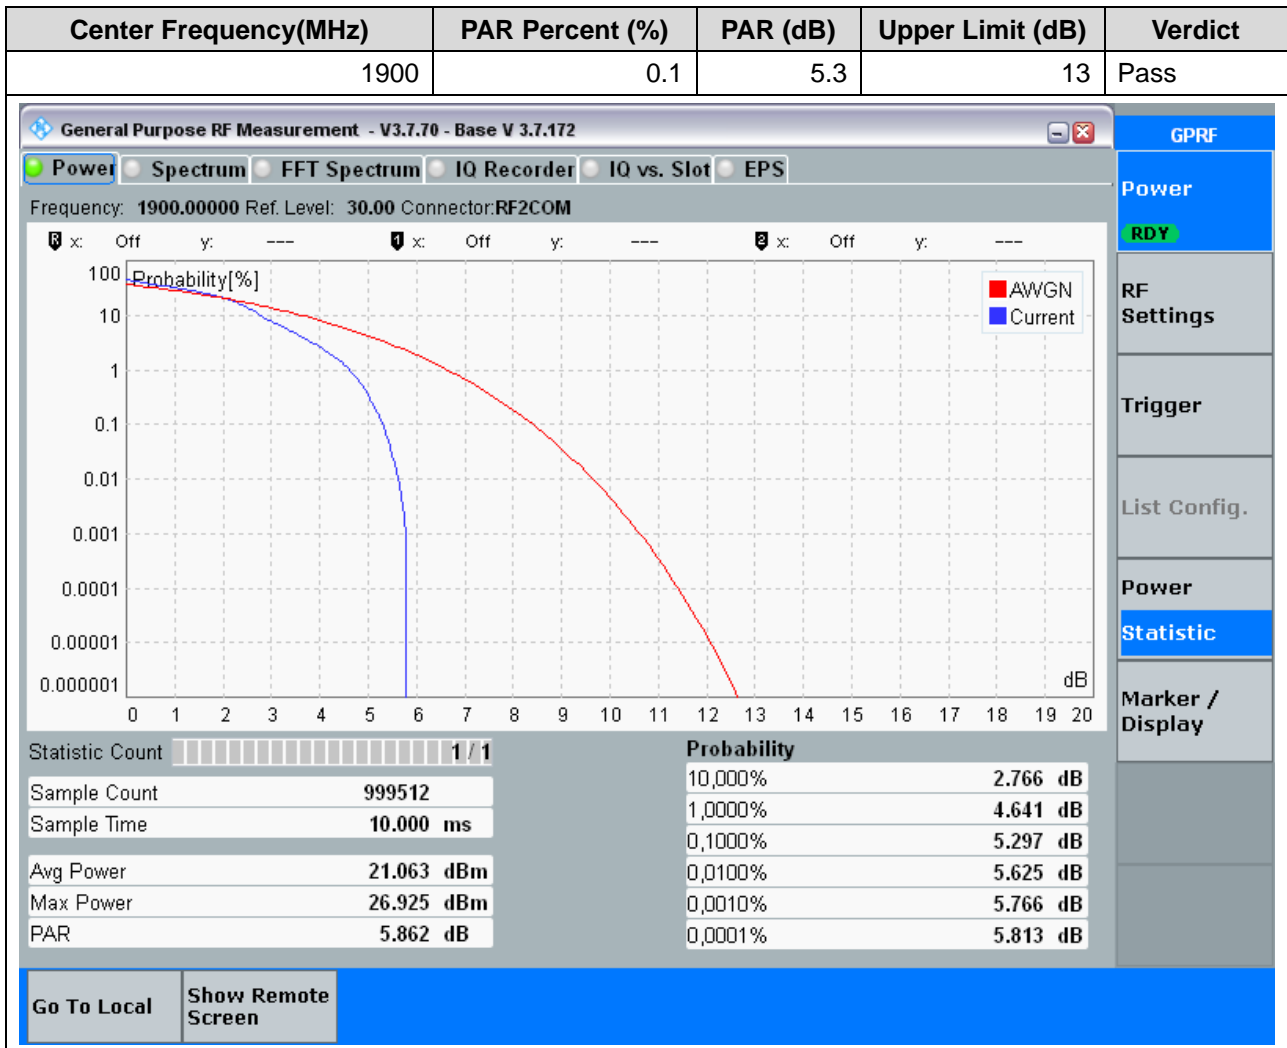 Center Frequency(MHz) PAR Percent (%) PAR (dB) Upper Limit (dB) Verdict
1900 0.1 5.3 13 Pass
General Purpose RF Measurement - V3.7.70 - Base V 3.7.172
GPRF
Power Spectrum FFT Spectrum IQ Recorder IQ vs. Slot EPS
Power
RDY
Frequency: 1900.00000 Ref. Level: 30.00 Connector:RF2COM
R x: Off y: --- 1 x: Off y: --- 2 x: Off y: ---
Probability[%]
100
10
1
0.1
0.01
0.001
0.0001
0.00001
0.000001
AWGN
Current
dB
0 1 2 3 4 5 6 7 8 9 10 11 12 13 14 15 16 17 18 19 20
RF
Settings
Trigger
List Config.
Power
Statistic
Marker /
Display
Statistic Count 1 / 1
Sample Count 999512
Sample Time 10.000 ms
Avg Power 21.063 dBm
Max Power 26.925 dBm
PAR 5.862 dB
Probability
10,000% 2.766 dB
1,0000% 4.641 dB
0,1000% 5.297 dB
0,0100% 5.625 dB
0,0010% 5.766 dB
0,0001% 5.813 dB
Go To Local
Show Remote
Screen